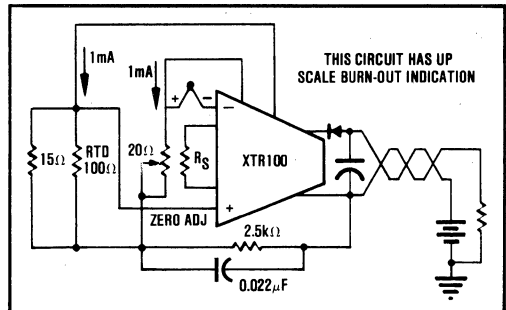 1mA
1mA
THIS CIRCUIT HAS UP
SCALE BURN-OUT INDICATION
+ −
−
15Ω
RTD
100Ω
20Ω
RS
XTR100
+
ZERO ADJ
2.5kΩ
0.022μF